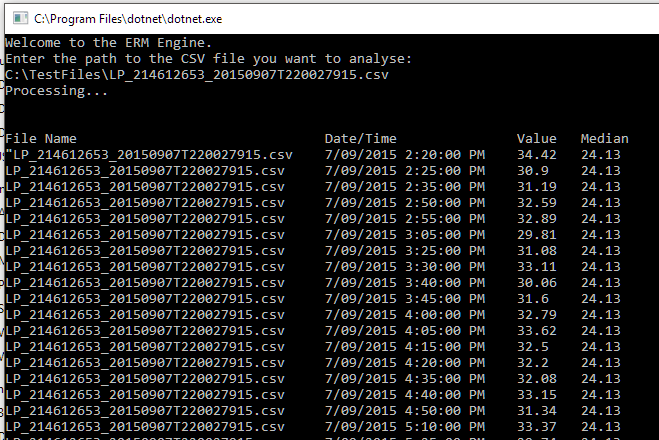 C:\Program Files\dotnet\dotnet.exe
Welcome to the ERM Engine.
Enter the path to the CSV file you want to analyse:
C:\TestFiles\LP_214612653_20150907T220027915.csv
Processing...
File Name Date/Time Value Median
"LP_214612653_20150907T220027915.csv 7/09/2015 2:20:00 PM 34.42 24.13
LP_214612653_20150907T220027915.csv 7/09/2015 2:25:00 PM 30.9 24.13
LP_214612653_20150907T220027915.csv 7/09/2015 2:35:00 PM 31.19 24.13
LP_214612653_20150907T220027915.csv 7/09/2015 2:50:00 PM 32.59 24.13
LP_214612653_20150907T220027915.csv 7/09/2015 2:55:00 PM 32.89 24.13
LP_214612653_20150907T220027915.csv 7/09/2015 3:05:00 PM 29.81 24.13
LP_214612653_20150907T220027915.csv 7/09/2015 3:25:00 PM 31.08 24.13
LP_214612653_20150907T220027915.csv 7/09/2015 3:30:00 PM 33.11 24.13
LP_214612653_20150907T220027915.csv 7/09/2015 3:40:00 PM 30.06 24.13
LP_214612653_20150907T220027915.csv 7/09/2015 3:45:00 PM 31.6 24.13
LP_214612653_20150907T220027915.csv 7/09/2015 4:00:00 PM 32.79 24.13
LP_214612653_20150907T220027915.csv 7/09/2015 4:05:00 PM 33.62 24.13
LP_214612653_20150907T220027915.csv 7/09/2015 4:15:00 PM 32.5 24.13
LP_214612653_20150907T220027915.csv 7/09/2015 4:20:00 PM 32.2 24.13
LP_214612653_20150907T220027915.csv 7/09/2015 4:35:00 PM 32.08 24.13
LP_214612653_20150907T220027915.csv 7/09/2015 4:40:00 PM 33.15 24.13
LP_214612653_20150907T220027915.csv 7/09/2015 4:50:00 PM 31.34 24.13
LP_214612653_20150907T220027915.csv 7/09/2015 5:10:00 PM 33.37 24.13